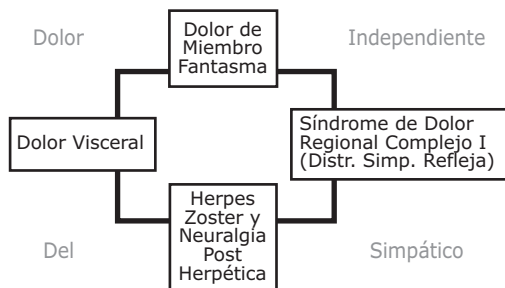 Dolor
Dolor de
Miembro
Fantasma
Independiente
Dolor Visceral
Síndrome de Dolor
Regional Complejo I
(Distr. Simp. Refleja)
Herpes
Zoster y
Neuralgia
Post
Herpética
Del
Simpático